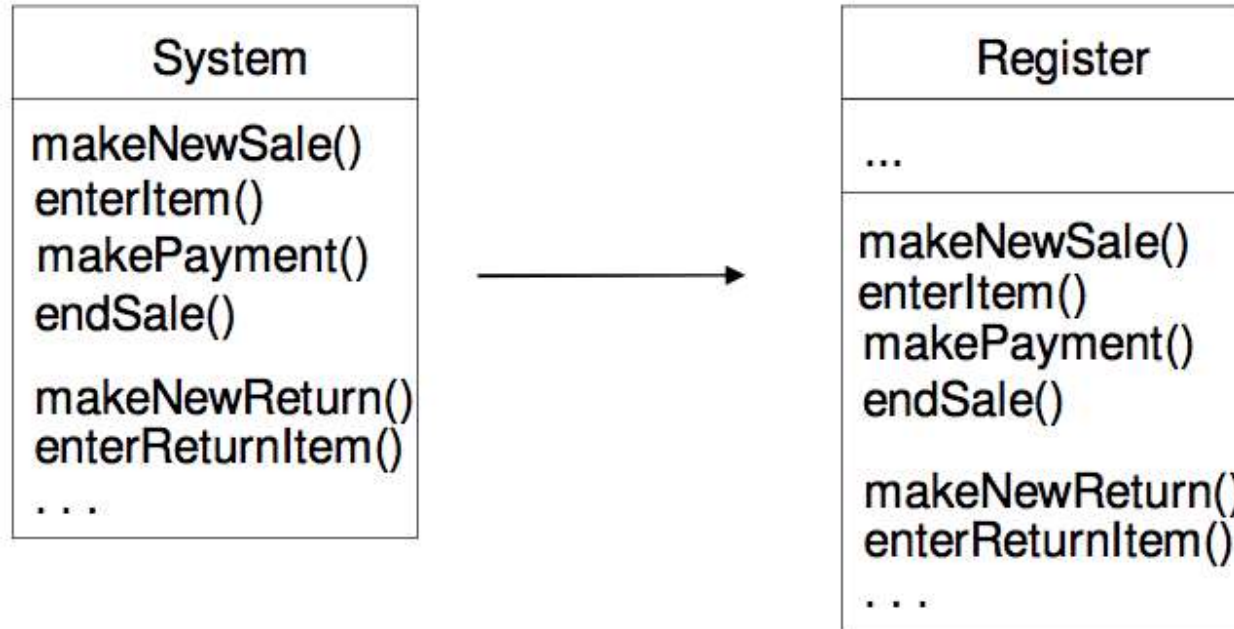 System
makeNewSale()
enterItem()
makePayment()
endSale()
makeNewReturn()
enterReturnItem()
. . .
Register
...
makeNewSale()
enterItem()
makePayment()
endSale()
makeNewReturn()
enterReturnItem()
. . .